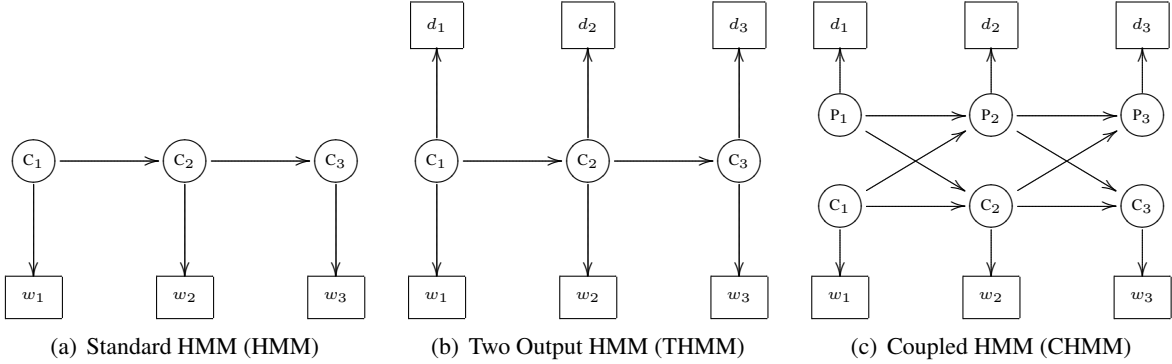 d₁ d₂ d₃ d₁ d₂ d₃
P₁ P₂ P₃
C₁ C₂ C₃ C₁ C₂ C₃
C₁ C₂ C₃
w₁ w₂ w₃ w₁ w₂ w₃ w₁ w₂ w₃
(a) Standard HMM (HMM) (b) Two Output HMM (THMM) (c) Coupled HMM (CHMM)